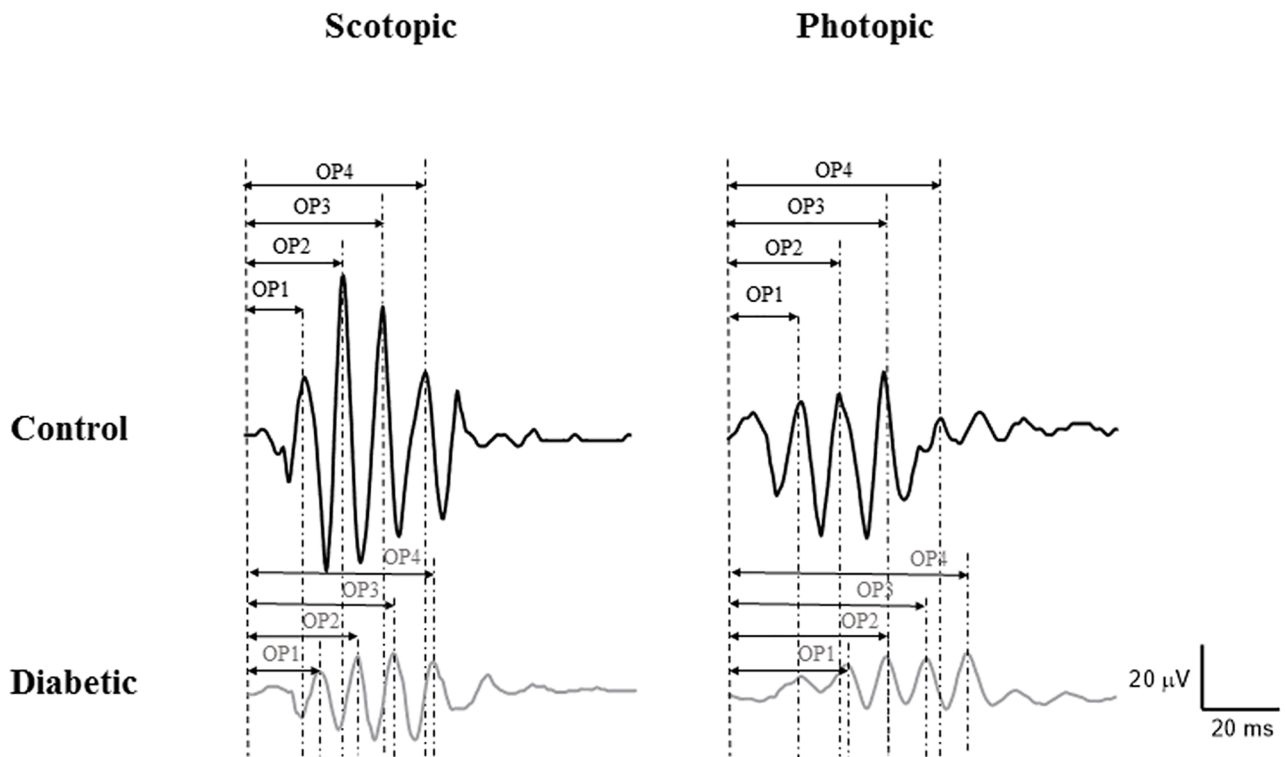 Scotopic
Photopic
OP4
OP3
OP2
OP1
OP4
OP3
OP2
OP1
Control
OP4
OP3
OP2
OP1
OP4
OP3
OP2
OP1
Diabetic
20 μV
20 ms